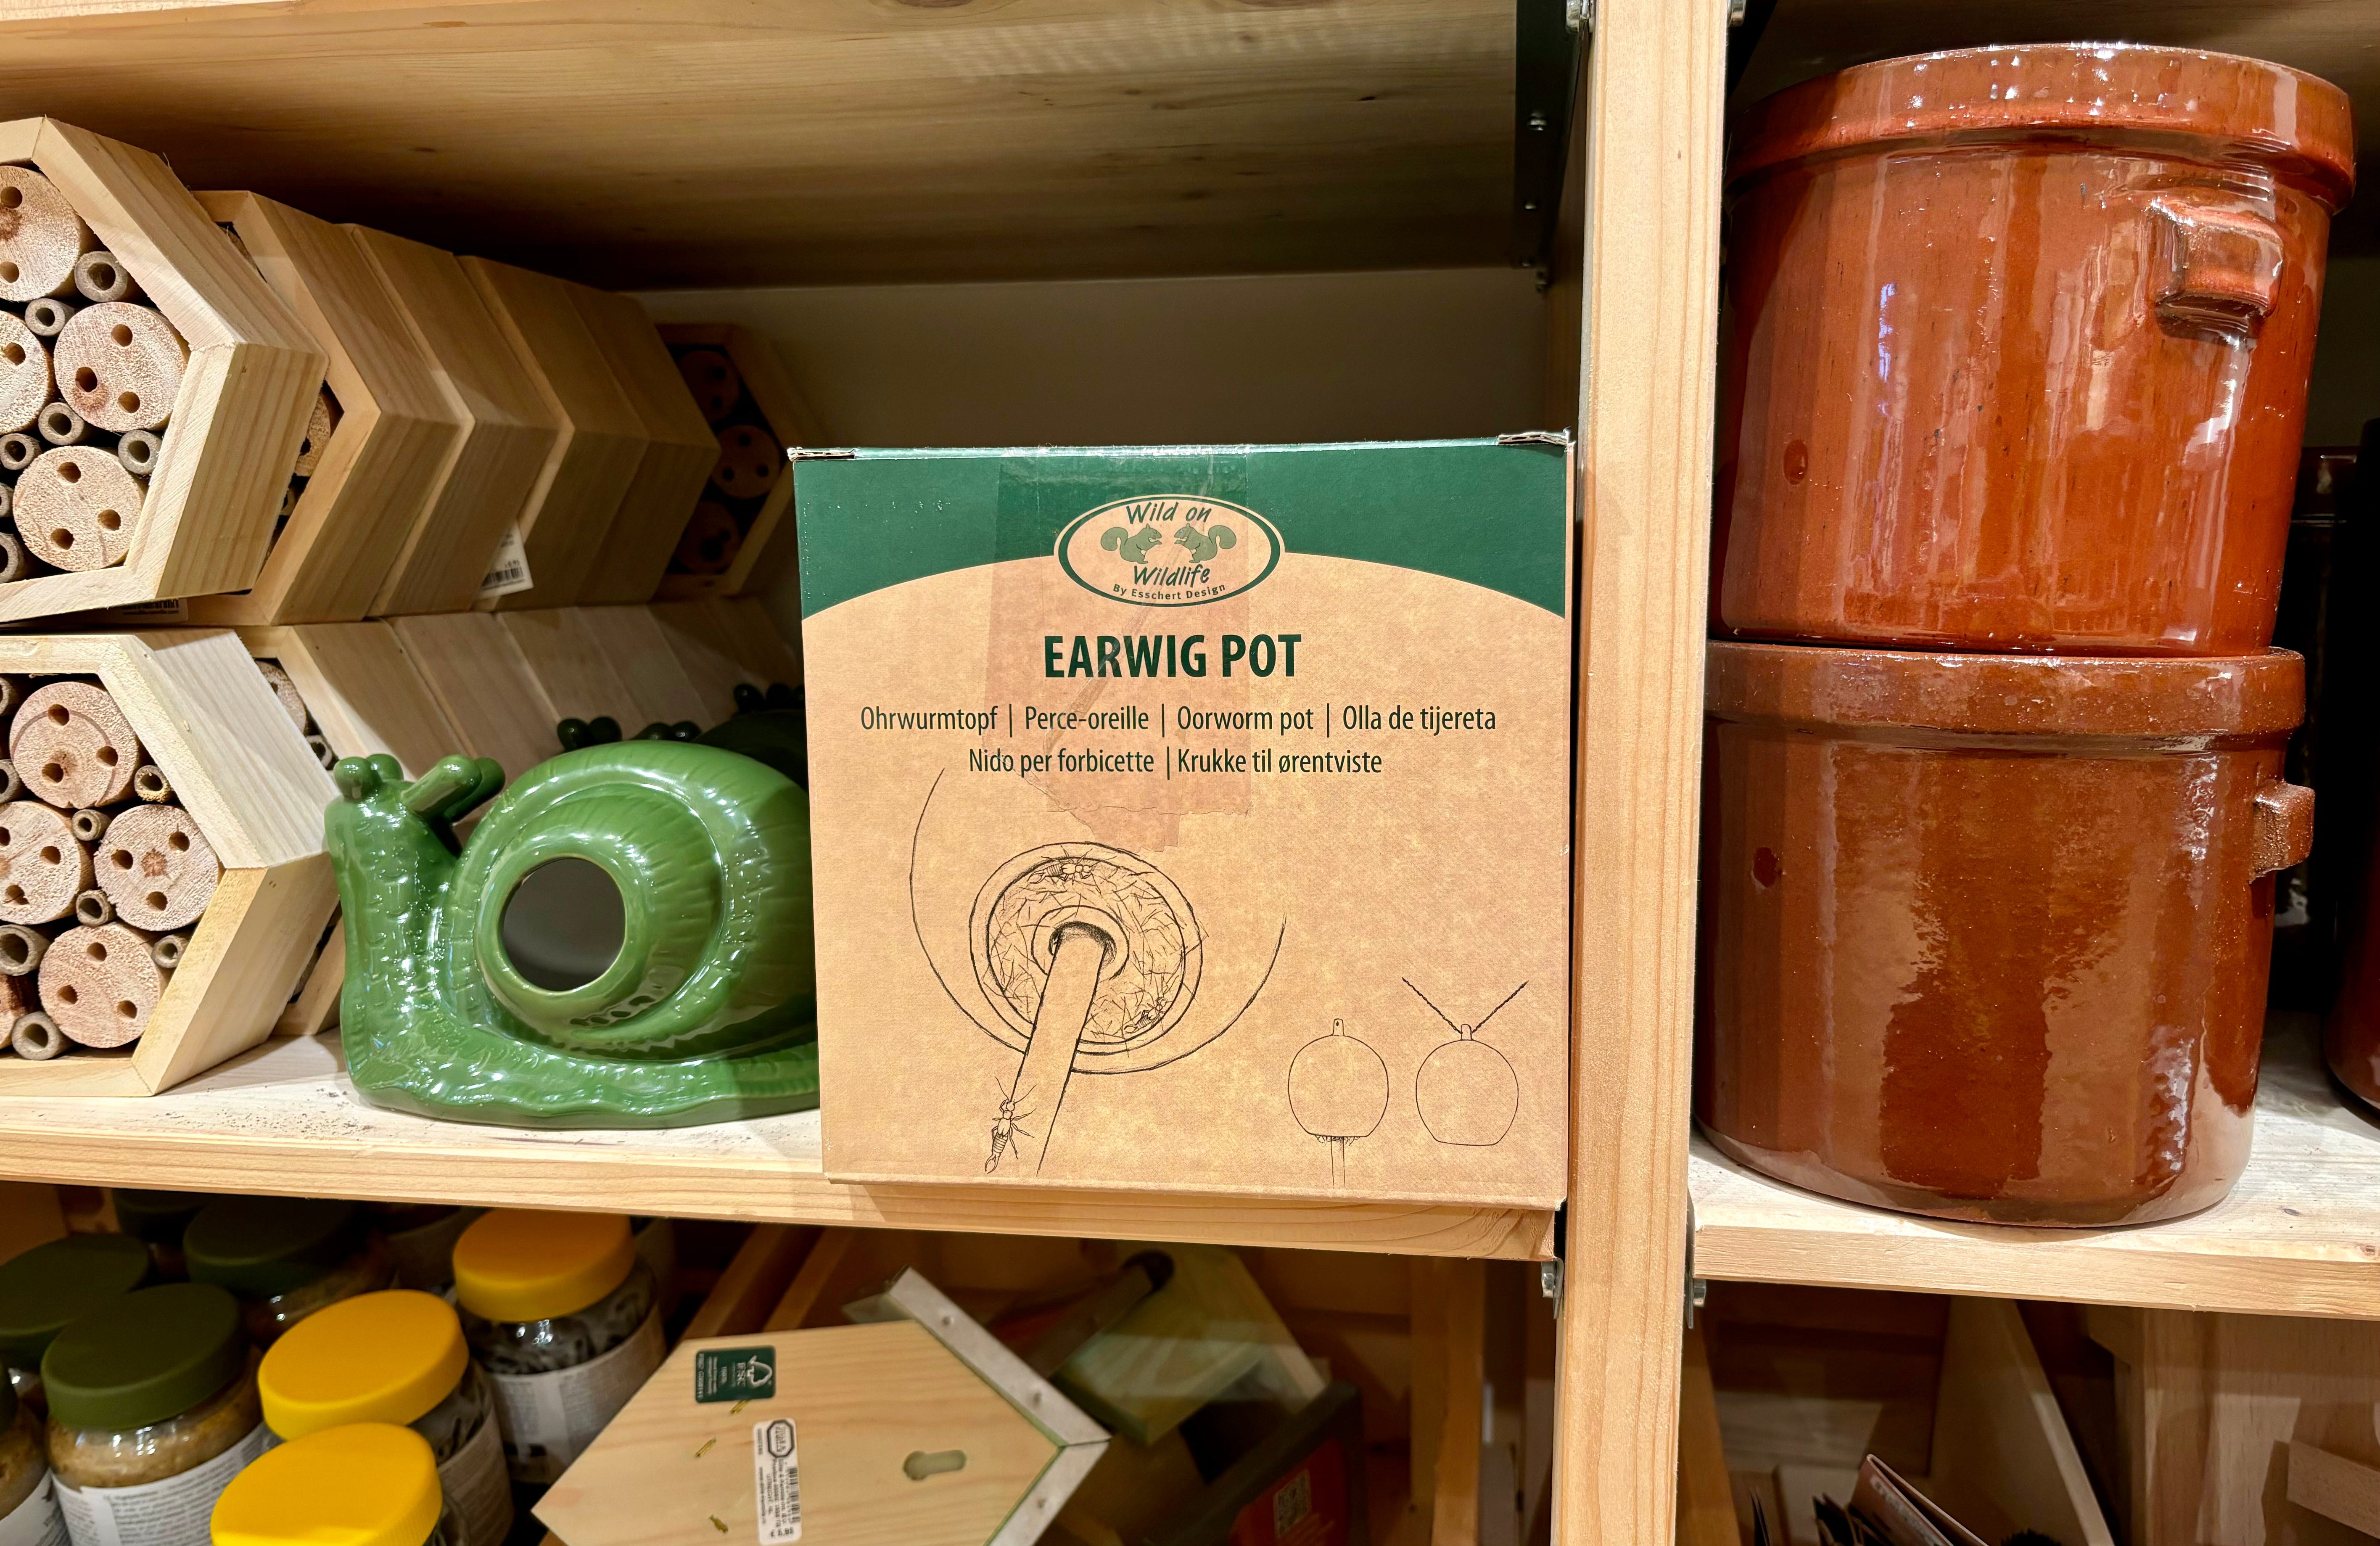 Wild on
Wildlife
By Esschert Design
EARWIG POT
Ohrwurmtopf | Perce-oreille | Oorworm pot | Olla de tijereta
Nido per forbicette | Krukke til ørentviste
FSC